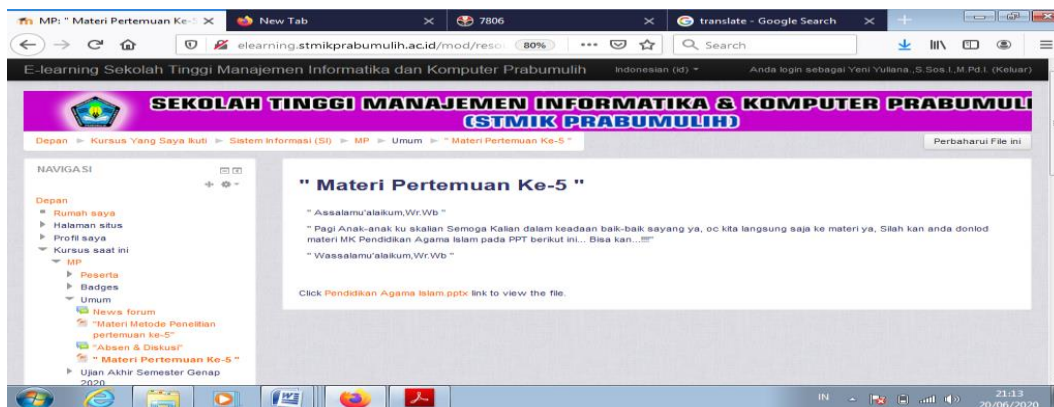 MP: " Materi Pertemuan Ke-5
New Tab
7806
translate - Google Search
elearning.stmikprabumulih.ac.id/mod/reso
80%
Search
E-learning Sekolah Tinggi Manajemen Informatika dan Komputer Prabumulih
Indonesian (id)
Anda login sebagai Yeni Yuliana .,S.Sos.I.,M.Pd.I. (Keluar)
SEKOLAH TINGGI MANAJEMEN INFORMATIKA & KOMPUTER PRABUMULI
(STMIK PRABUMULIH)
Depan Kursus Yang Saya Ikuti Sistem Informasi (SI) MP Umum " Materi Pertemuan Ke-5 "
Perbaharui File ini
NAVIGASI
Depan
Rumah saya
Halaman situs
Profil saya
Kursus saat ini
MP
Peserta
Badges
Umum
News forum
"Materi Metode Penelitian
pertemuan ke-5"
"Absen & Diskusi"
" Materi Pertemuan Ke-5 "
Ujian Akhir Semester Genap
2020
" Materi Pertemuan Ke-5 "
" Assalamu'alaikum,Wr.Wb "
" Pagi Anak-anak ku skalian Semoga Kalian dalam keadaan baik-baik sayang ya, oc kita langsung saja ke materi ya, Silah kan anda donlod
materi MK Pendidikan Agama Islam pada PPT berikut ini... Bisa kan...!!!"
" Wassalamu'alaikum,Wr.Wb "
Click Pendidikan Agama Islam.pptx link to view the file.
IN
21:13
20/06/2020